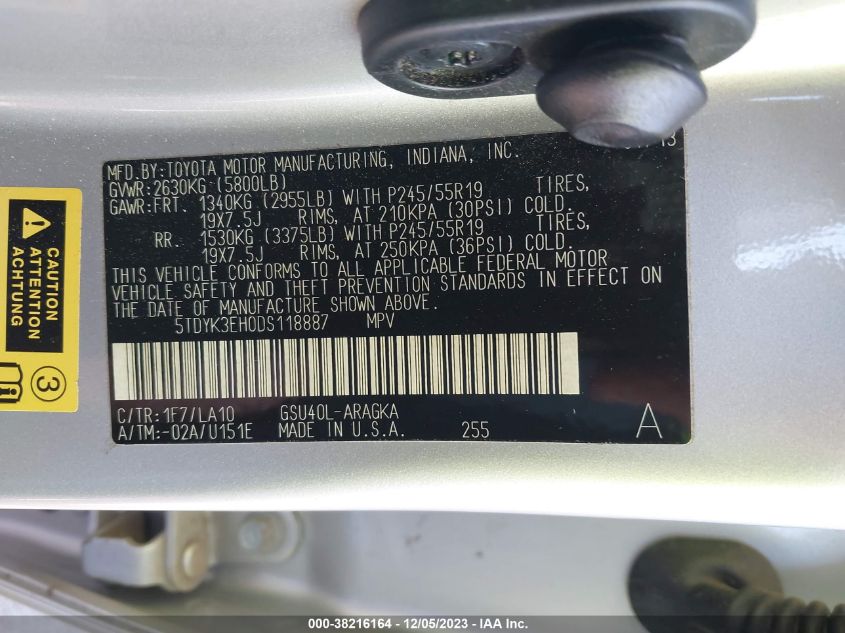 MFD.BY:TOYOTA MOTOR MANUFACTURING, INDIANA, INC. 13
GVWR:2630KG (5800LB)
GAWR:FRT. 1340KG (2955LB) WITH P245/55R19 TIRES,
19X7.5J RIMS, AT 210KPA (30PSI) COLD.
RR. 1530KG (3375LB) WITH P245/55R19 TIRES,
19X7.5J RIMS, AT 250KPA (36PSI) COLD.
THIS VEHICLE CONFORMS TO ALL APPLICABLE FEDERAL MOTOR
VEHICLE SAFETY AND THEFT PREVENTION STANDARDS IN EFFECT ON
THE DATE OF MANUFACTURE SHOWN ABOVE.
5TDYK3EH0DS118887 MPV
C/TR:1F7/LA10 GSU40L-ARAGKA
A/TM:-02A/U151E MADE IN U.S.A. 255 A
CAUTION
ATTENTION
ACHTUNG
3
000-38216164 - 12/05/2023 - IAA Inc.